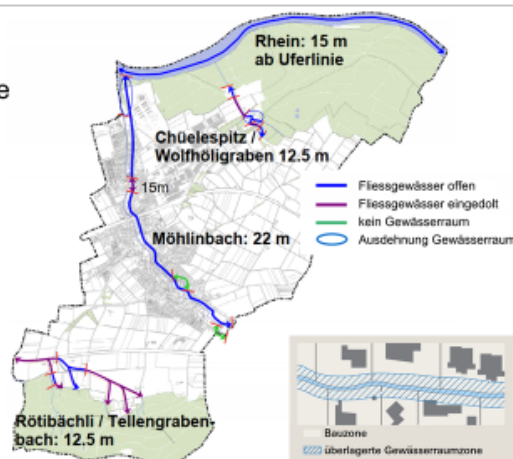 e
Rhein: 15 m
ab Uferlinie
Chüelespitz /
Wolfhöligraben 12.5 m
15m
Fliessgewässer offen
Fliessgewässer eingedolt
kein Gewässerraum
Ausdehnung Gewässerraum
Möhlinbach: 22 m
Rötibächli / Tellengraben-
bach: 12.5 m
Bauzone
überlagerte Gewässerraumzone